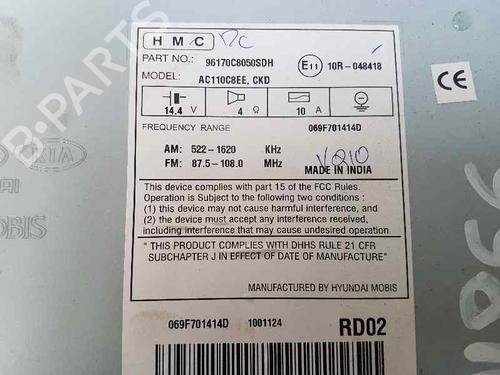 HMC
PART NO.: 96170C8050SDH E11 10R-048418
MODEL: AC110C8EE, CKD
14.4 V 4 Ω 10 A
FREQUENCY RANGE 069F701414D
AM: 522-1620 KHz
FM: 87.5-108.0 MHz
MADE IN INDIA
This device complies with part 15 of the FCC Rules.
Operation is Subject to the following two conditions :
(1) this device may not cause harmful interference, and
(2) the device must accept any interference received,
including interference that may cause undesired operation
" THIS PRODUCT COMPLIES WITH DHHS RULE 21 CFR
SUBCHAPTER J IN EFFECT OF DATE OF MANUFACTURE"
MANUFACTURED BY HYUNDAI MOBIS
069F701414D 1001124 RD02
CE
KIA
B-PARTS